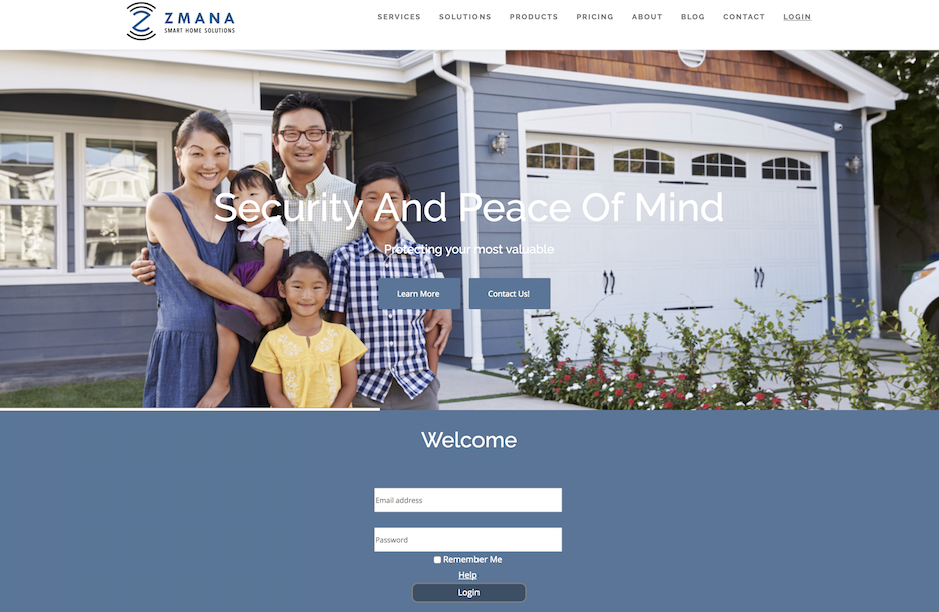 ZMANA
SMART HOME SOLUTIONS
SERVICES SOLUTIONS PRODUCTS PRICING ABOUT BLOG CONTACT LOGIN
Security And Peace Of Mind
Protecting your most valuable
Learn More Contact Us!
Welcome
Email address
Password
Remember Me
Help
Login